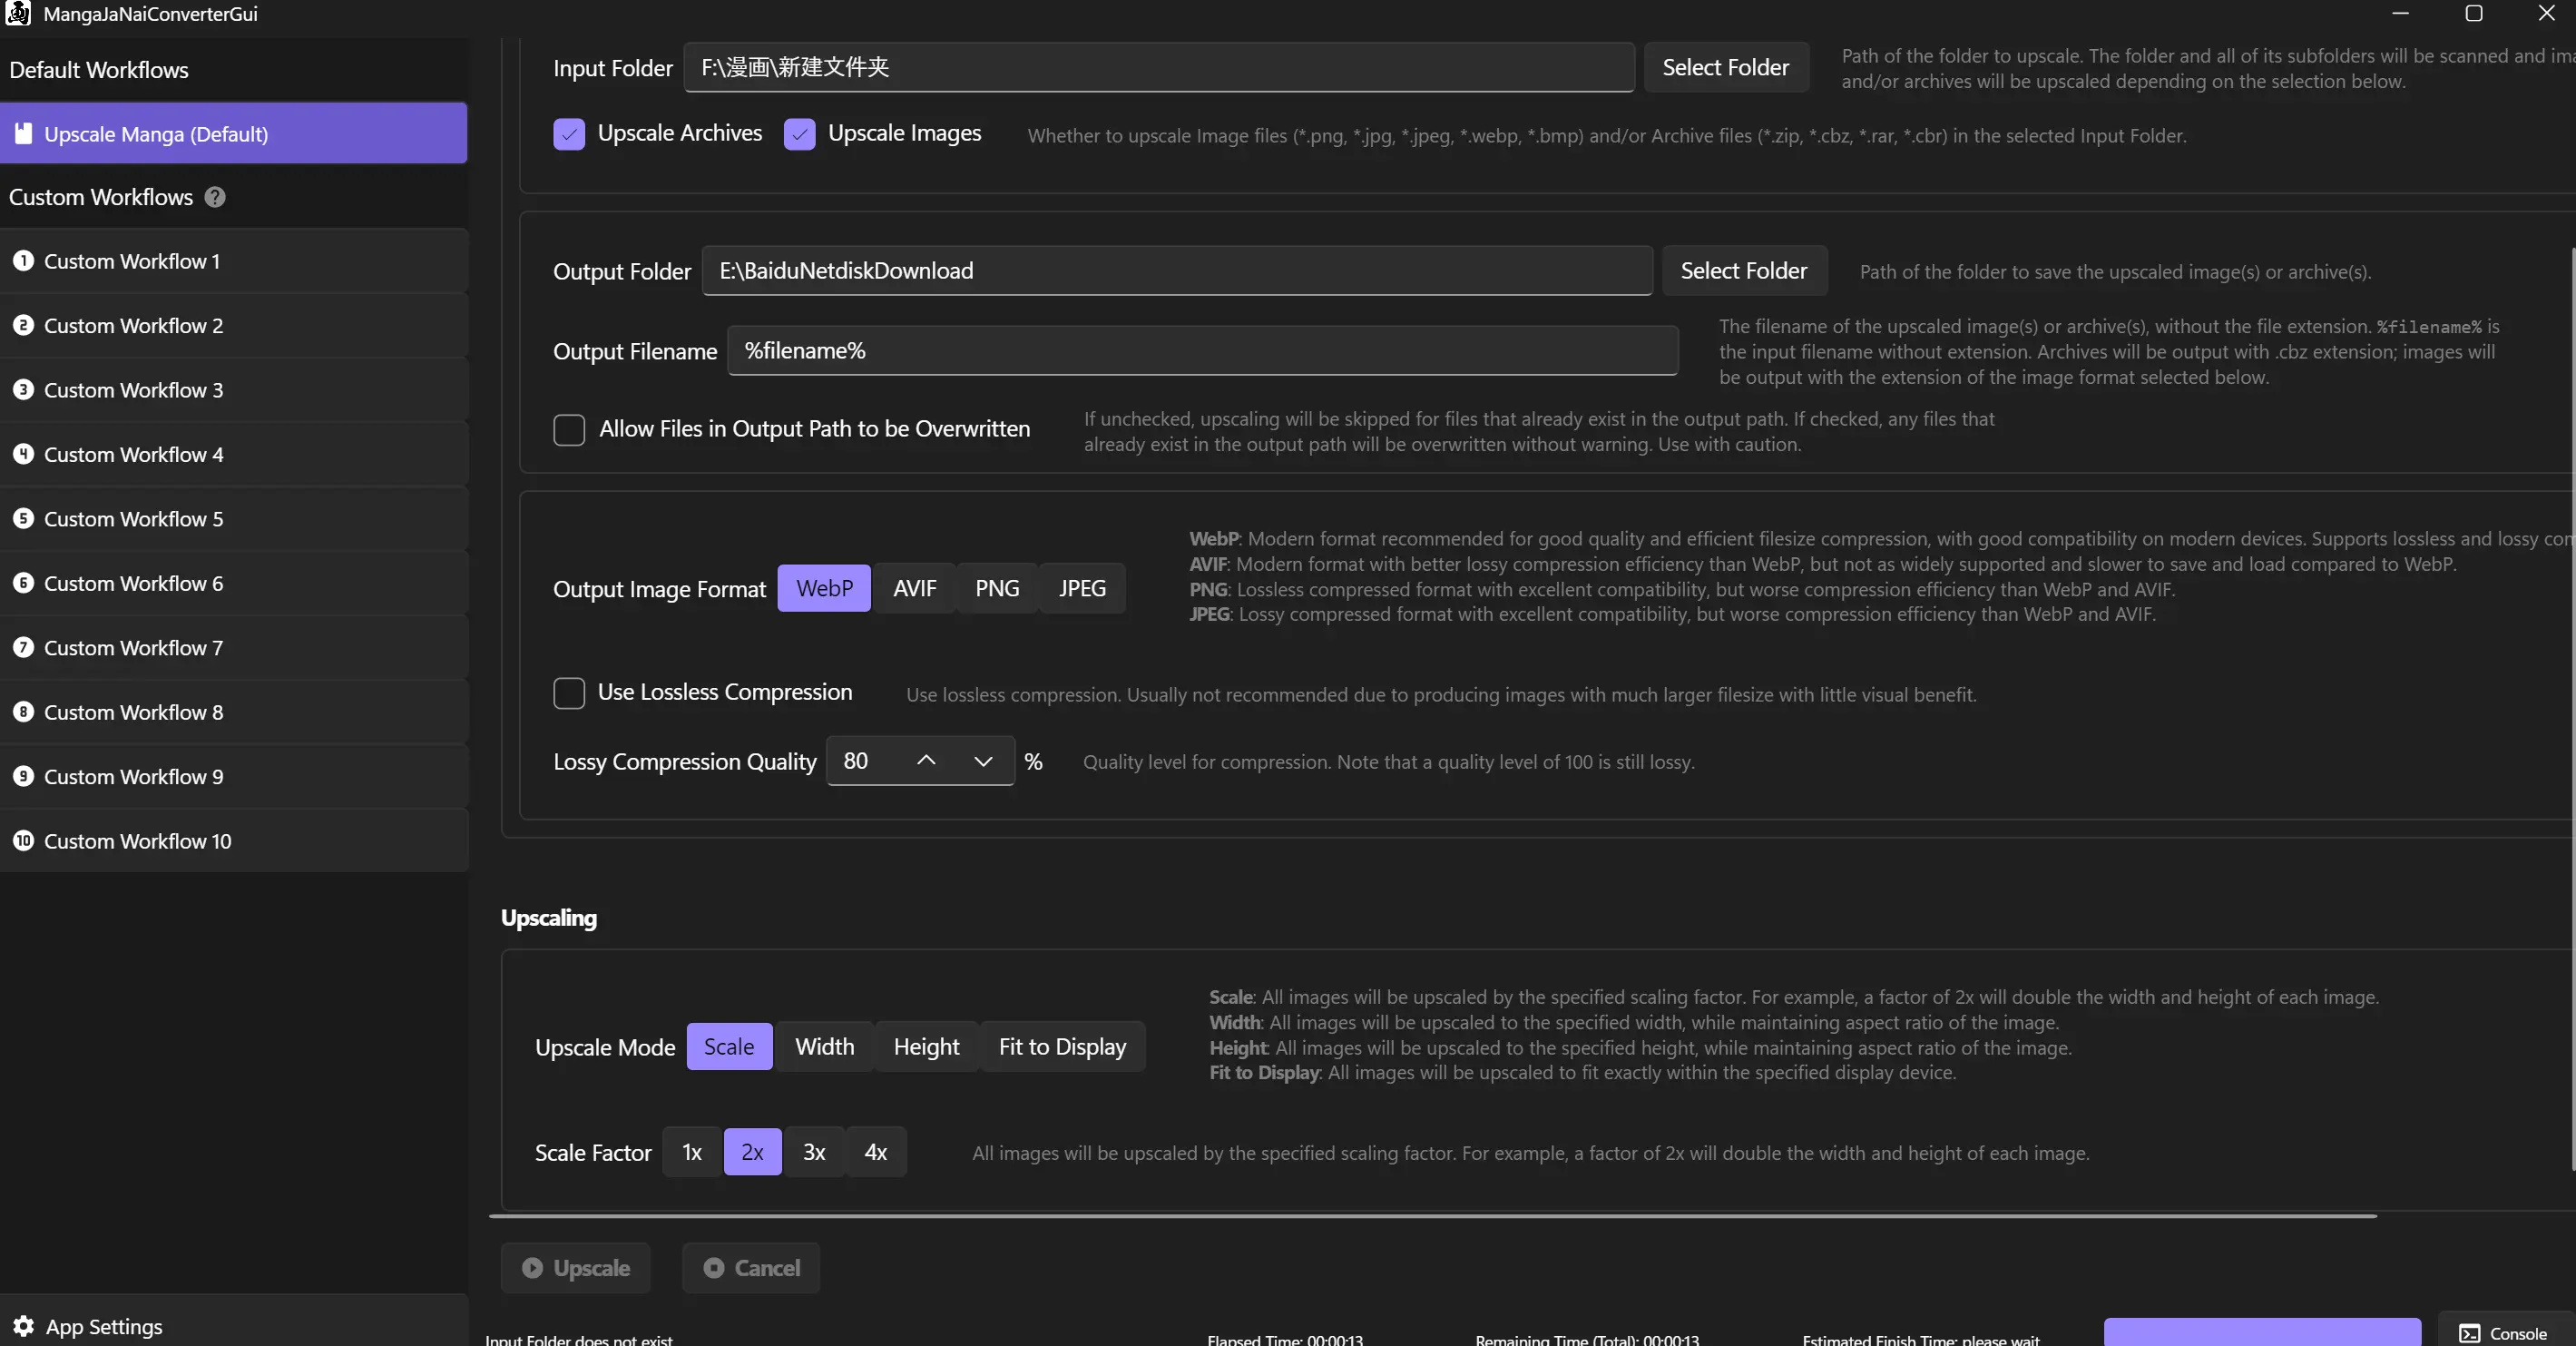 MangaJaNaiConverterGui
Default Workflows
Upscale Manga (Default)
Custom Workflows ?
1 Custom Workflow 1
2 Custom Workflow 2
3 Custom Workflow 3
4 Custom Workflow 4
5 Custom Workflow 5
6 Custom Workflow 6
7 Custom Workflow 7
8 Custom Workflow 8
9 Custom Workflow 9
10 Custom Workflow 10
App Settings
Input Folder F:\漫画\新建文件夹 Select Folder
Path of the folder to upscale. The folder and all of its subfolders will be scanned and
and/or archives will be upscaled depending on the selection below.
Upscale Archives Upscale Images Whether to upscale Image files (*.png, *.jpg, *.jpeg, *.webp, *.bmp) and/or Archive files (*.zip, *.cbz, *.rar, *.cbr) in the selected Input Folder.
Output Folder E:\BaiduNetdiskDownload Select Folder Path of the folder to save the upscaled image(s) or archive(s).
Output Filename %filename%
The filename of the upscaled image(s) or archive(s), without the file extension. %filename% is
the input filename without extension. Archives will be output with .cbz extension; images will
be output with the extension of the image format selected below.
Allow Files in Output Path to be Overwritten
If unchecked, upscaling will be skipped for files that already exist in the output path. If checked, any files that
already exist in the output path will be overwritten without warning. Use with caution.
Output Image Format WebP AVIF PNG JPEG
WebP: Modern format recommended for good quality and efficient filesize compression, with good compatibility on modern devices. Supports lossless and lossy
AVIF: Modern format with better lossy compression efficiency than WebP, but not as widely supported and slower to save and load compared to WebP.
PNG: Lossless compressed format with excellent compatibility, but worse compression efficiency than WebP and AVIF.
JPEG: Lossy compressed format with excellent compatibility, but worse compression efficiency than WebP and AVIF.
Use Lossless Compression Use lossless compression. Usually not recommended due to producing images with much larger filesize with little visual benefit.
Lossy Compression Quality 80 % Quality level for compression. Note that a quality level of 100 is still lossy.
Upscaling
Upscale Mode Scale Width Height Fit to Display
Scale: All images will be upscaled by the specified scaling factor. For example, a factor of 2x will double the width and height of each image.
Width: All images will be upscaled to the specified width, while maintaining aspect ratio of the image.
Height: All images will be upscaled to the specified height, while maintaining aspect ratio of the image.
Fit to Display: All images will be upscaled to fit exactly within the specified display device.
Scale Factor 1x 2x 3x 4x All images will be upscaled by the specified scaling factor. For example, a factor of 2x will double the width and height of each image.
Upscale Cancel
Input Folder does not exist Elapsed Time: 00:00:13 Remaining Time (Total): 00:00:13 Estimated Finish Time: please wait Console